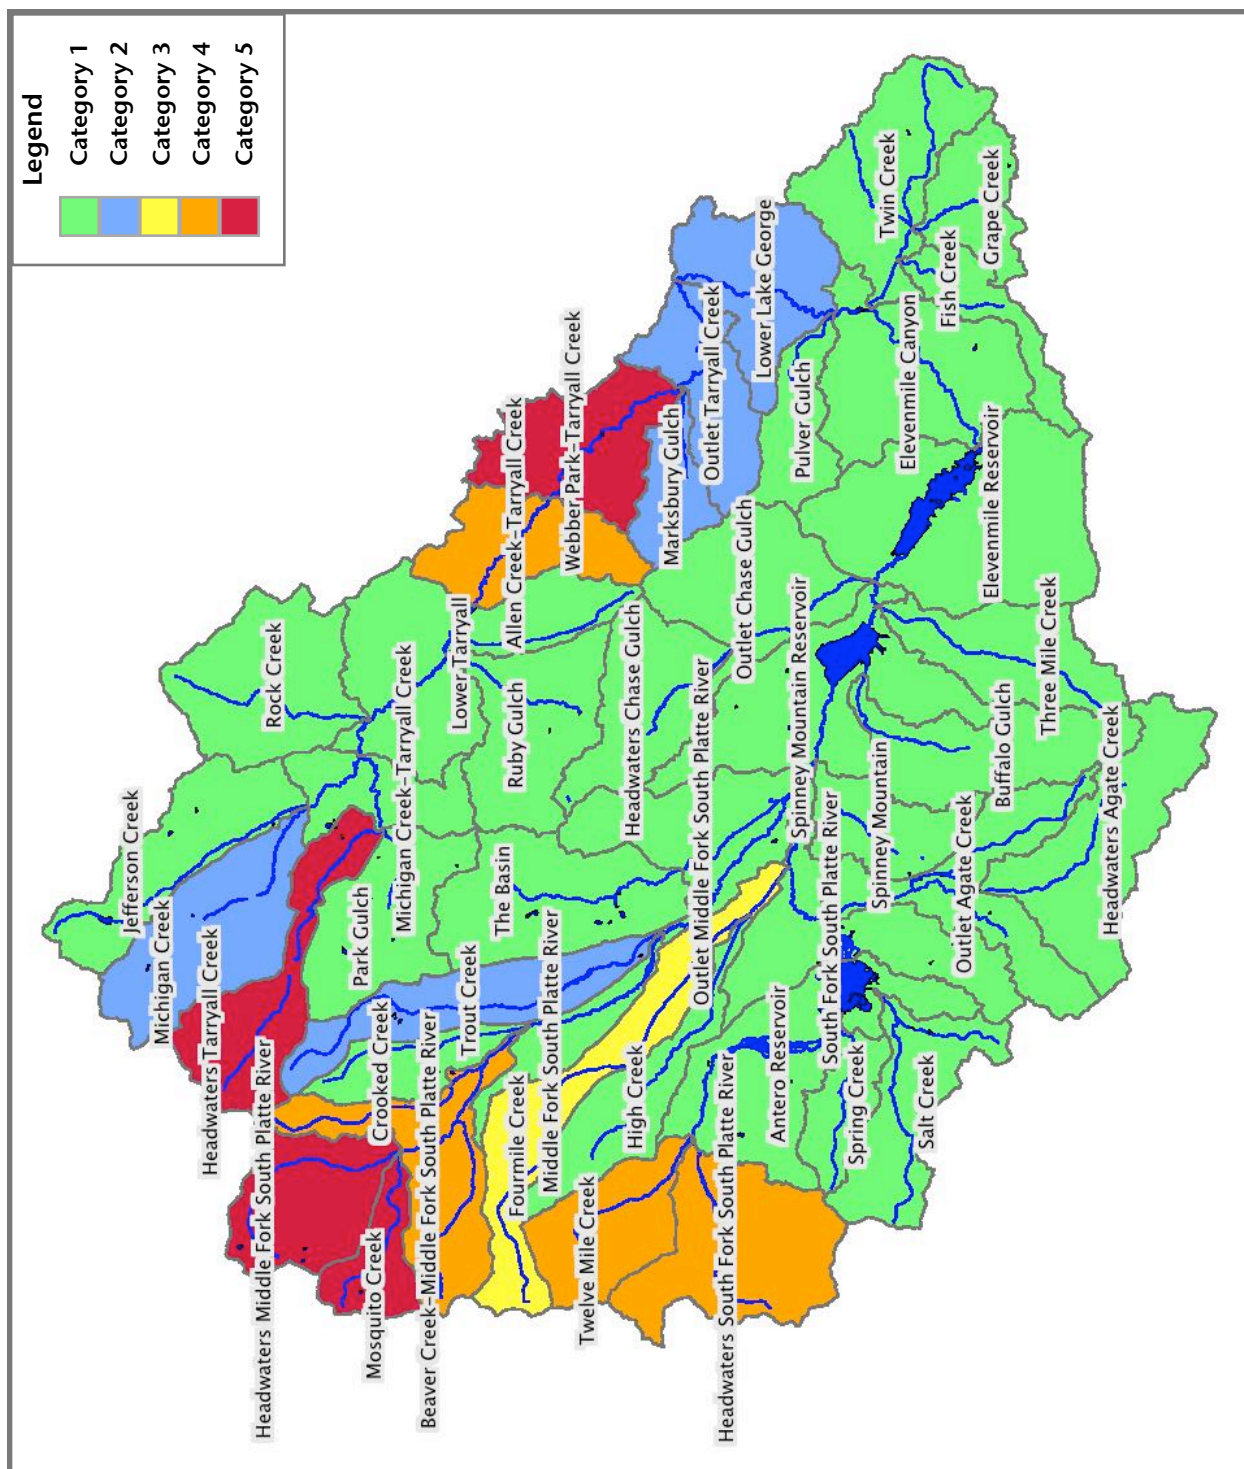 Legend
Category 1
Category 2
Category 3
Category 4
Category 5
Jefferson Creek
Michigan Creek
Headwaters Tarryall Creek
Headwaters Middle Fork South Platte River
Rock Creek
Park Gulch
Michigan Creek-Tarryall Creek
Crooked Creek
Mosquito Creek
Beaver Creek-Middle Fork South Platte River
Trout Creek
Lower Tarryall
The Basin
Ruby Gulch
Allen Creek-Tarryall Creek
Fourmile Creek
Middle Fork South Platte River
Webber Park-Tarryall Creek
Twelve Mile Creek
High Creek
Headwaters Chase Gulch
Marksbury Gulch
Outlet Middle Fork South Platte River
Outlet Tarryall Creek
Headwaters South Fork South Platte River
Outlet Chase Gulch
Lower Lake George
Antero Reservoir
Spinney Mountain Reservoir
Pulver Gulch
South Fork South Platte River
Spring Creek
Spinney Mountain
Twin Creek
Elevenmile Canyon
Salt Creek
Fish Creek
Outlet Agate Creek
Buffalo Gulch
Elevenmile Reservoir
Grape Creek
Three Mile Creek
Headwaters Agate Creek